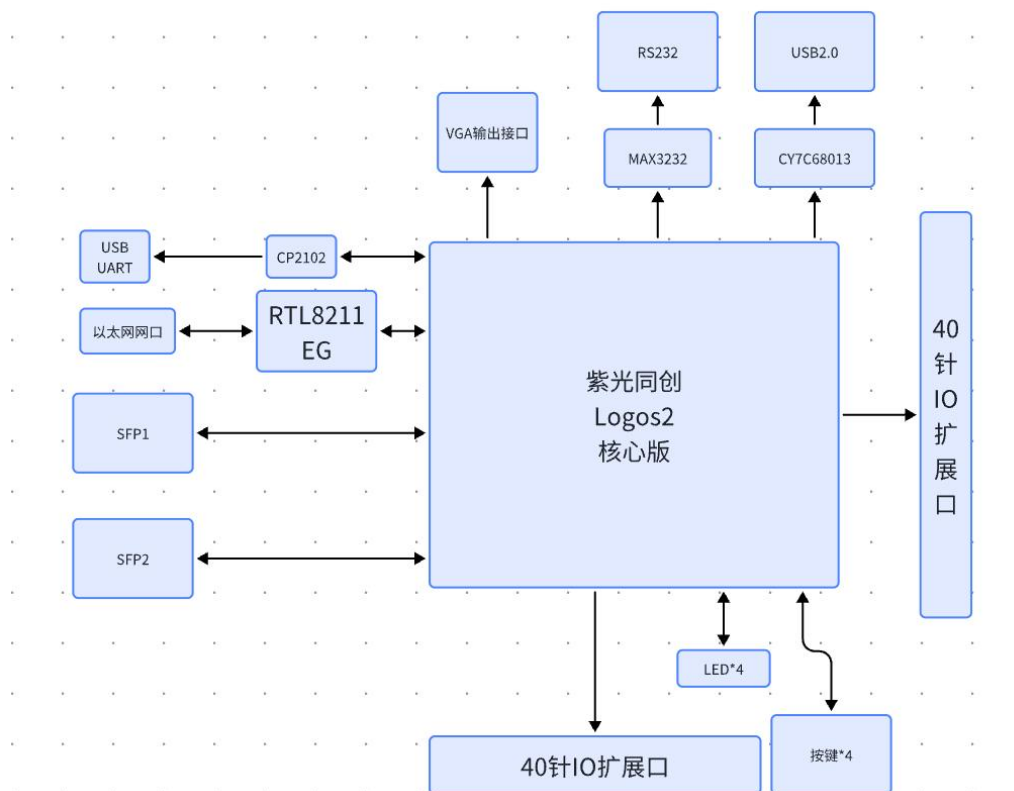 RS232
USB2.0
VGA输出接口
MAX3232
CY7C68013
USB
UART
CP2102
RTL8211
EG
以太网网口
40
针
IO
扩
展
口
紫光同创
Logos2
核心版
SFP1
SFP2
LED*4
40针IO扩展口
按键*4